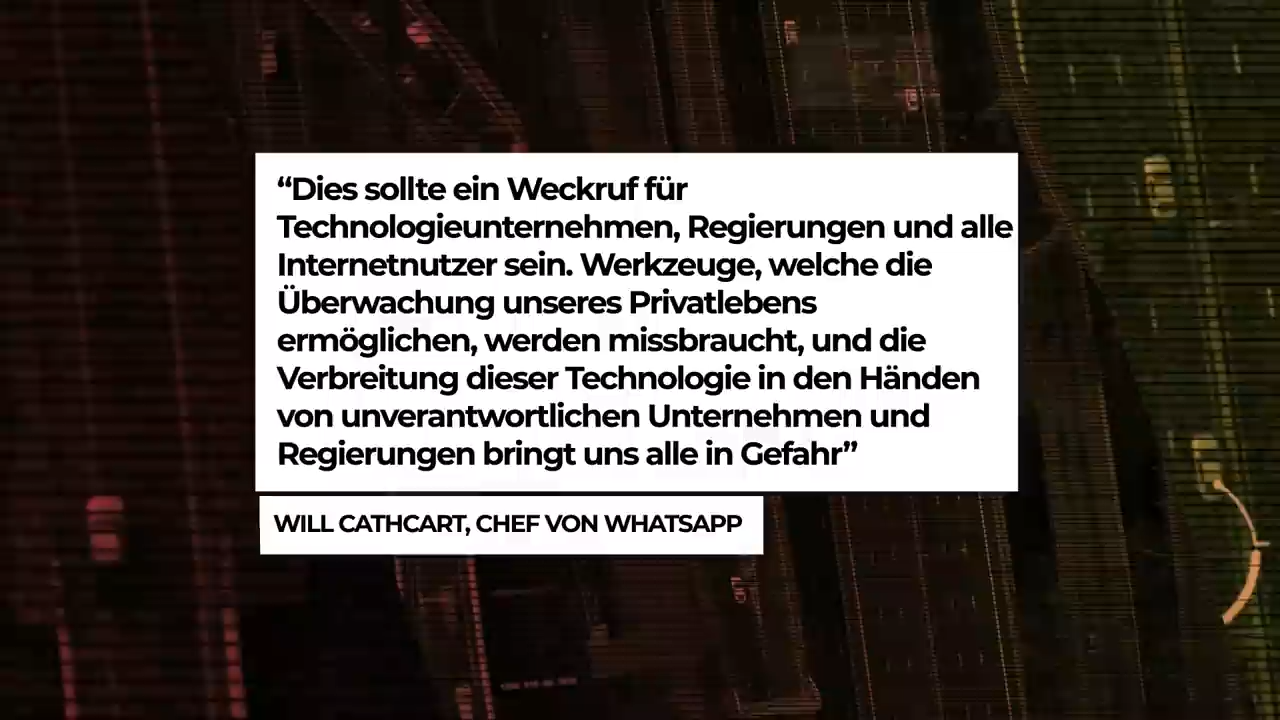 “Dies sollte ein Weckruf für
Technologieunternehmen, Regierungen und alle
Internetnutzer sein. Werkzeuge, welche die
Überwachung unseres Privatlebens
ermöglichen, werden missbraucht, und die
Verbreitung dieser Technologie in den Händen
von unverantwortlichen Unternehmen und
Regierungen bringt uns alle in Gefahr”
WILL CATHCART, CHEF VON WHATSAPP